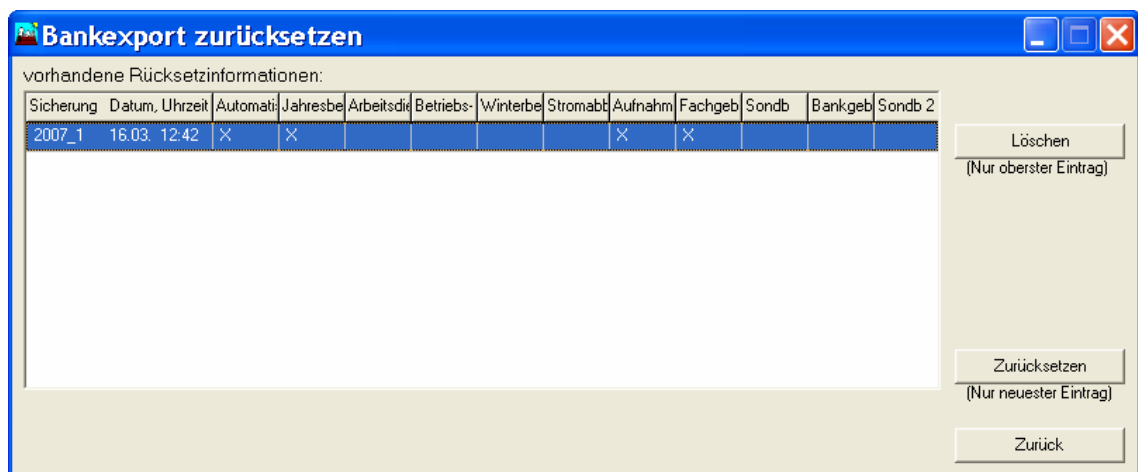 Bankexport zurücksetzen
vorhandene Rücksetzinformationen:
Sicherung Datum, Uhrzeit Automati Jahresbe Arbeitsdie Betriebs- Winterbe Stromabb Aufnahm Fachgeb Sondb Bankgeb Sondb 2
2007_1 16.03. 12:42 X X X X
Löschen
(Nur oberster Eintrag)
Zurücksetzen
(Nur neuester Eintrag)
Zurück